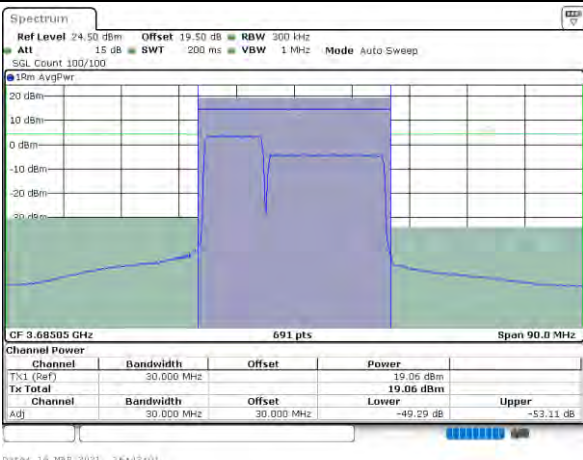 Spectrum
Ref Level 24.50 dBm Offset 19.50 dB RBW 300 kHz
Att 15 dB SWT 200 ms VBW 1 MHz Mode Auto Sweep
SGL Count 100/100
1Rm AvgPwr
20 dBm
10 dBm
0 dBm
-10 dBm
-20 dBm
-30 dBm
CF 3.68505 GHz 691 pts Span 90.0 MHz
Channel Power
Channel Bandwidth Offset Power
TX1 (Ref) 30.000 MHz 19.06 dBm
Tx Total 19.06 dBm
Channel Bandwidth Offset Lower Upper
Adj 30.000 MHz 30.000 MHz -49.29 dB -53.11 dB